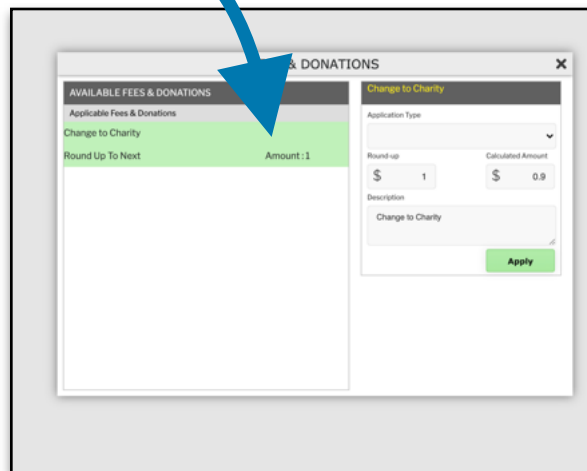 & DONATIONS
AVAILABLE FEES & DONATIONS
Applicable Fees & Donations
Change to Charity
Round Up To Next Amount : 1
Change to Charity
Application Type
Round-up Calculated Amount
$ 1 $ 0.9
Description
Change to Charity
Apply